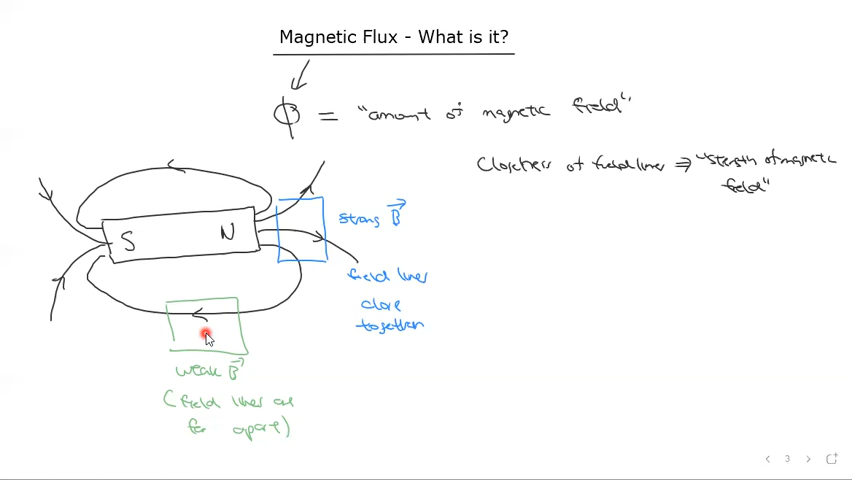 Magnetic Flux - What is it?
Φ = "amount of magnetic field"
Closeness of field lines ⇒ "strength of magnetic
field"
S N
strong B
field lines
close
together
weak B
(field lines are
far apart)
3